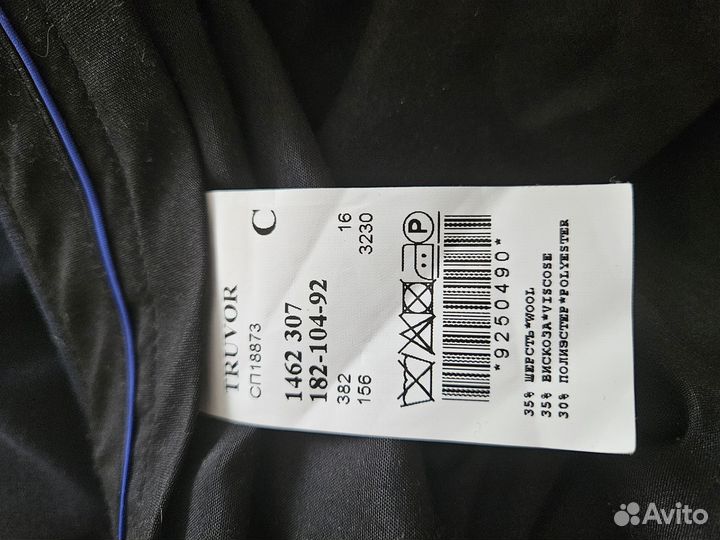 TRUVOR
СП18873 С
1462 307
182-104-92
382 16
156 3230
P
*9250490*
35% ШЕРСТЬ*WOOL
35% ВИСКОЗА*VISCOSE
30% ПОЛИЭСТЕР*POLYESTER
Avito